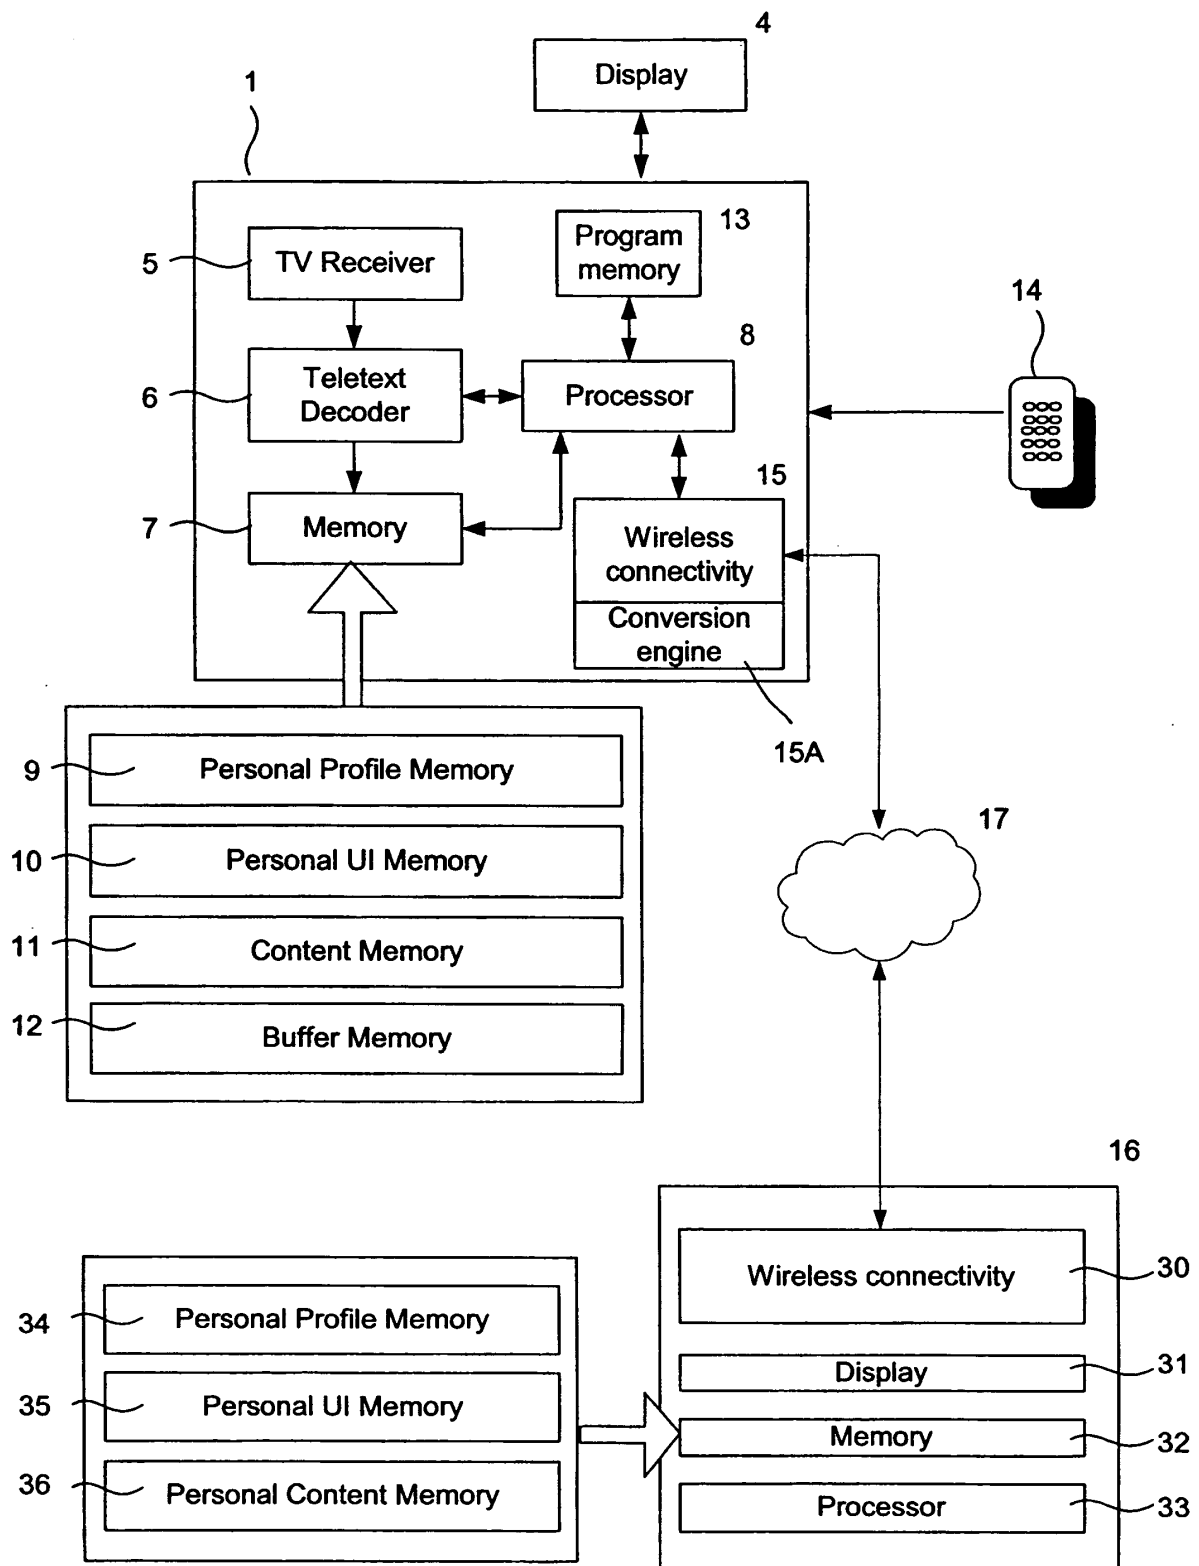 4
Display
1
13
Program
memory
5
TV Receiver
14
8
6
Teletext
Decoder
Processor
15
7
Memory
Wireless
connectivity
Conversion
engine
15A
9
Personal Profile Memory
17
10
Personal UI Memory
11
Content Memory
12
Buffer Memory
16
Wireless connectivity
30
34
Personal Profile Memory
Display
31
35
Personal UI Memory
Memory
32
36
Personal Content Memory
Processor
33